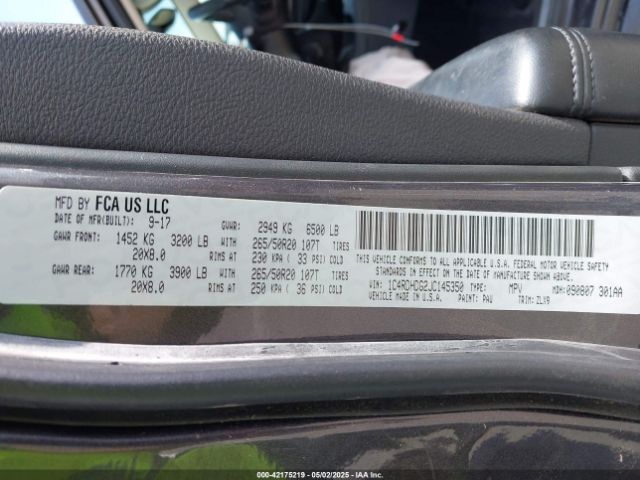 MFD BY FCA US LLC
DATE OF MFR(BUILT): 9-17 GVWR: 2949 KG 6500 LB
GAWR FRONT: 1452 KG 3200 LB WITH 265/50R20 107T TIRES
20X8.0 RIMS AT 230 KPA ( 33 PSI) COLD
GAWR REAR: 1770 KG 3900 LB WITH 265/50R20 107T TIRES
20X8.0 RIMS AT 250 KPA ( 36 PSI) COLD
THIS VEHICLE CONFORMS TO ALL APPLICABLE U.S.A. FEDERAL MOTOR VEHICLE SAFETY
STANDARDS IN EFFECT ON THE DATE OF MANUFACTURE SHOWN ABOVE.
VIN: 1C4RDHCG2JC145350 TYPE: MPV MDH: 090807 301AA
VEHICLE MADE IN U.S.A. PAINT: PAU TRIM: ZLX9
000-42175219 - 05/02/2025 - IAAI - Copart